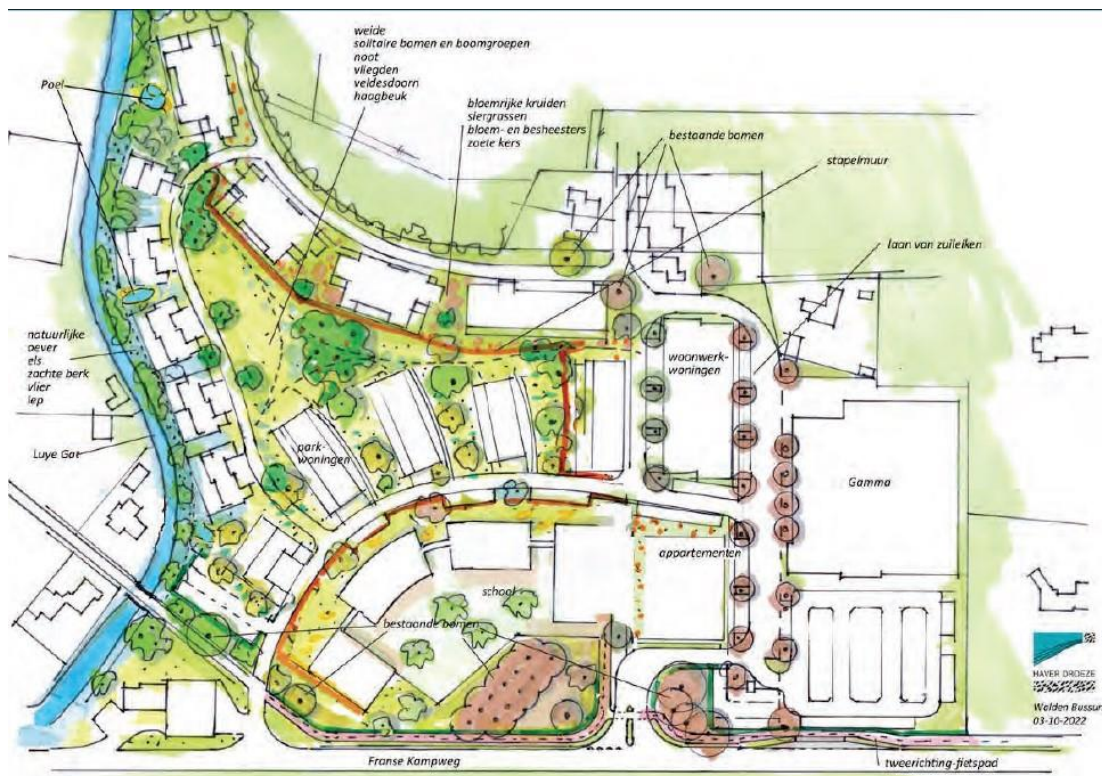 weide
solitaire bomen en boomgroepen
noot
vliegden
veldesdoorn
haagbeuk
Poel
bloemrijke kruiden
siergrassen
bloem- en besheesters
zoete kers
bestaande bomen
stapelmuur
laan van zuileiken
natuurlijke
oever
els
zachte berk
vlier
iep
woonwerk-
woningen
Luye Gat
park-
woningen
Gamma
appartementen
school
bestaande bomen
HAVER DROEZE
Walden Bussum
03-10-2022
Franse Kampweg
tweerichting-fietspad